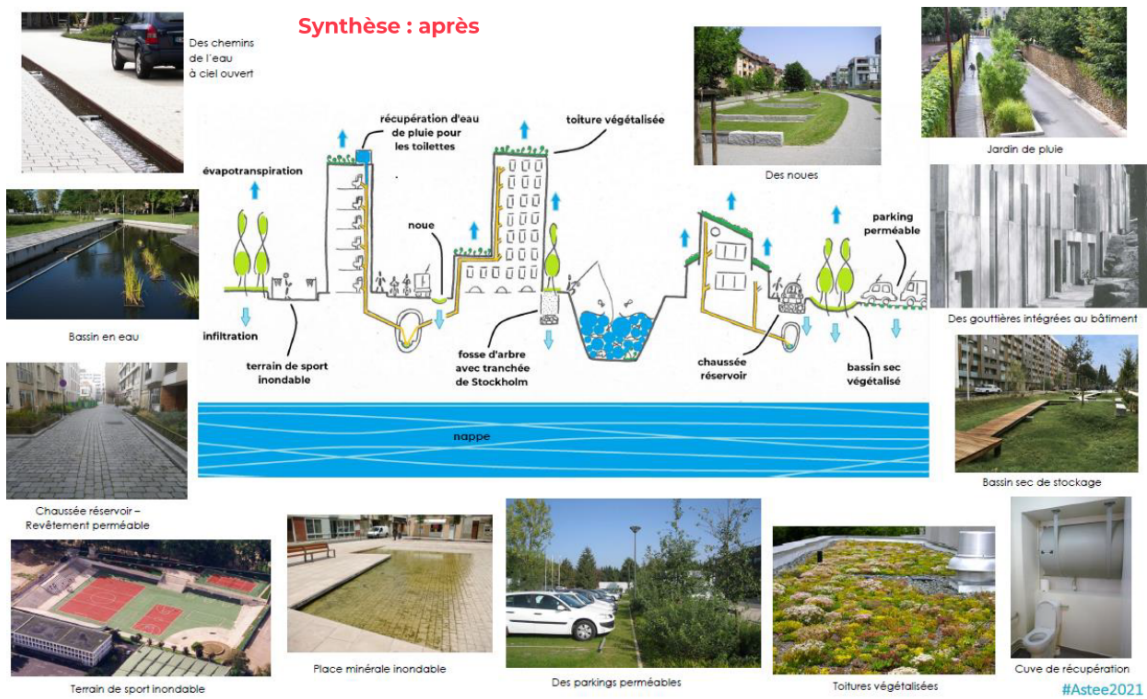 Synthèse : après
Des chemins
de l'eau
à ciel ouvert
récupération d'eau
de pluie pour
les toilettes
toiture végétalisée
Des noues
Jardin de pluie
évapotranspiration
noue
parking
perméable
Bassin en eau
infiltration
terrain de sport
inondable
fosse d'arbre
avec tranchée
de Stockholm
chaussée
réservoir
bassin sec
végétalisé
Des gouttières intégrées au bâtiment
nappe
Chaussée réservoir –
Revêtement perméable
Bassin sec de stockage
Terrain de sport inondable
Place minérale inondable
Des parkings perméables
Toitures végétalisées
Cuve de récupération
#Astee2021